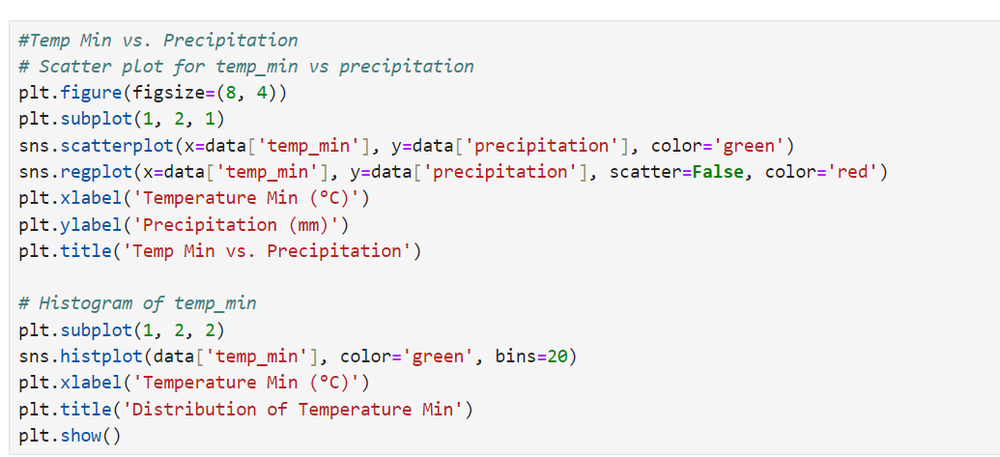 #Temp Min vs. Precipitation
# Scatter plot for temp_min vs precipitation
plt.figure(figsize=(8, 4))
plt.subplot(1, 2, 1)
sns.scatterplot(x=data['temp_min'], y=data['precipitation'], color='green')
sns.regplot(x=data['temp_min'], y=data['precipitation'], scatter=False, color='red')
plt.xlabel('Temperature Min (°C)')
plt.ylabel('Precipitation (mm)')
plt.title('Temp Min vs. Precipitation')

# Histogram of temp_min
plt.subplot(1, 2, 2)
sns.histplot(data['temp_min'], color='green', bins=20)
plt.xlabel('Temperature Min (°C)')
plt.title('Distribution of Temperature Min')
plt.show()